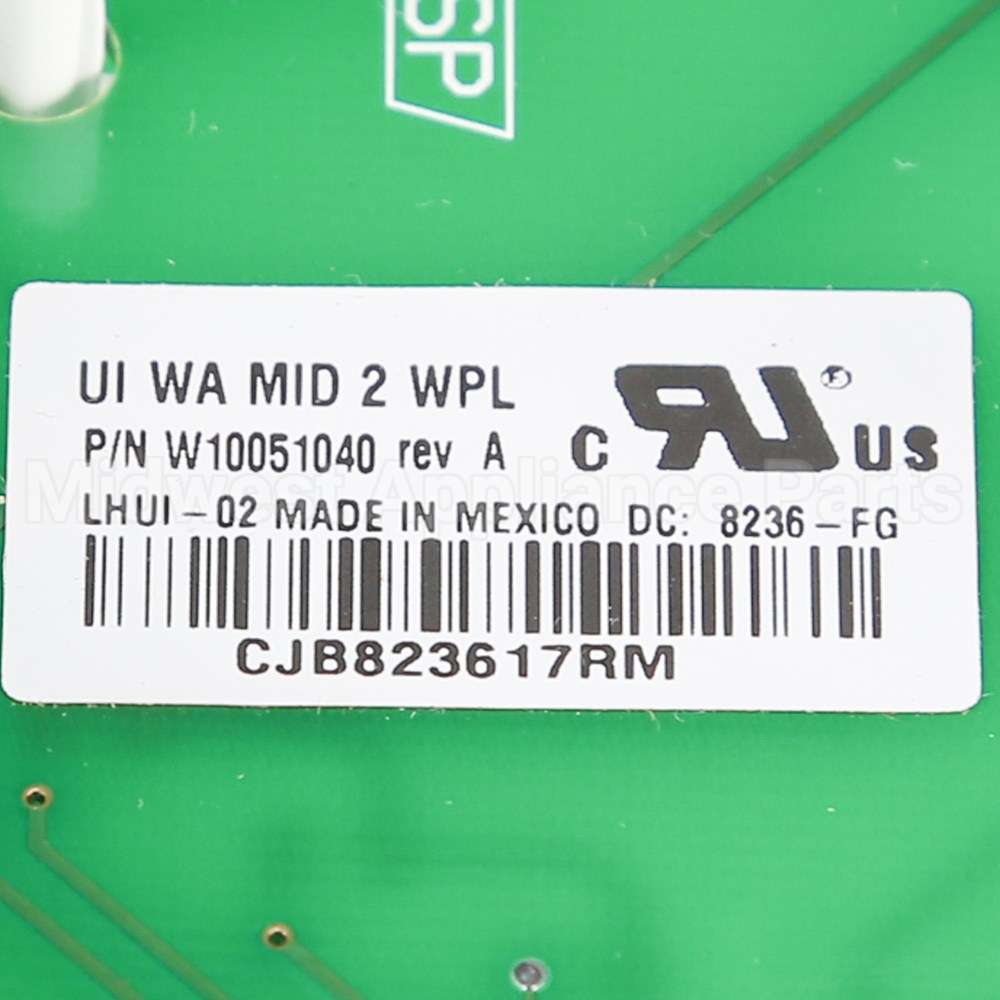 SP
UI WA MID 2 WPL
P/N W10051040 rev A
C RU ® US
LHUI-02 MADE IN MEXICO DC: 8236-FG
CJB823617RM
Midwest Appliance Parts